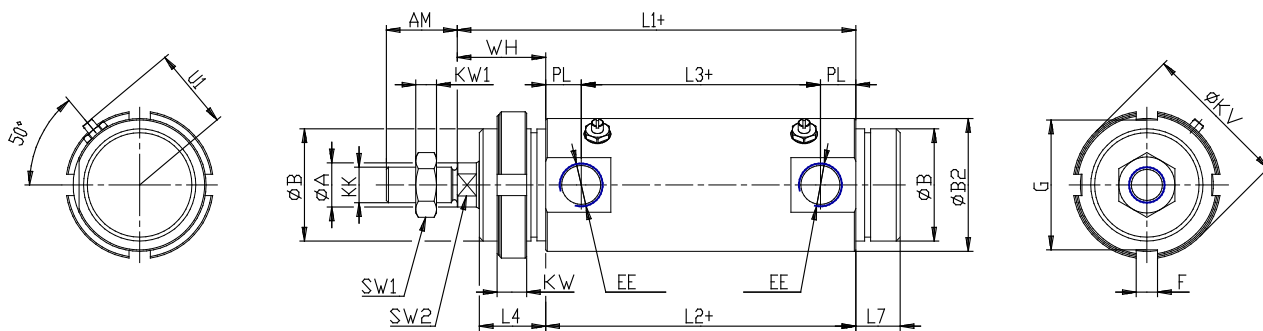 AM
L1+
WH
KW1
PL
L3+
PL
U1
50°
ØB
ØA
KK
ØB
ØB2
G
ØKV
SW1
SW2
KW
EE
EE
F
L4
L2+
L7